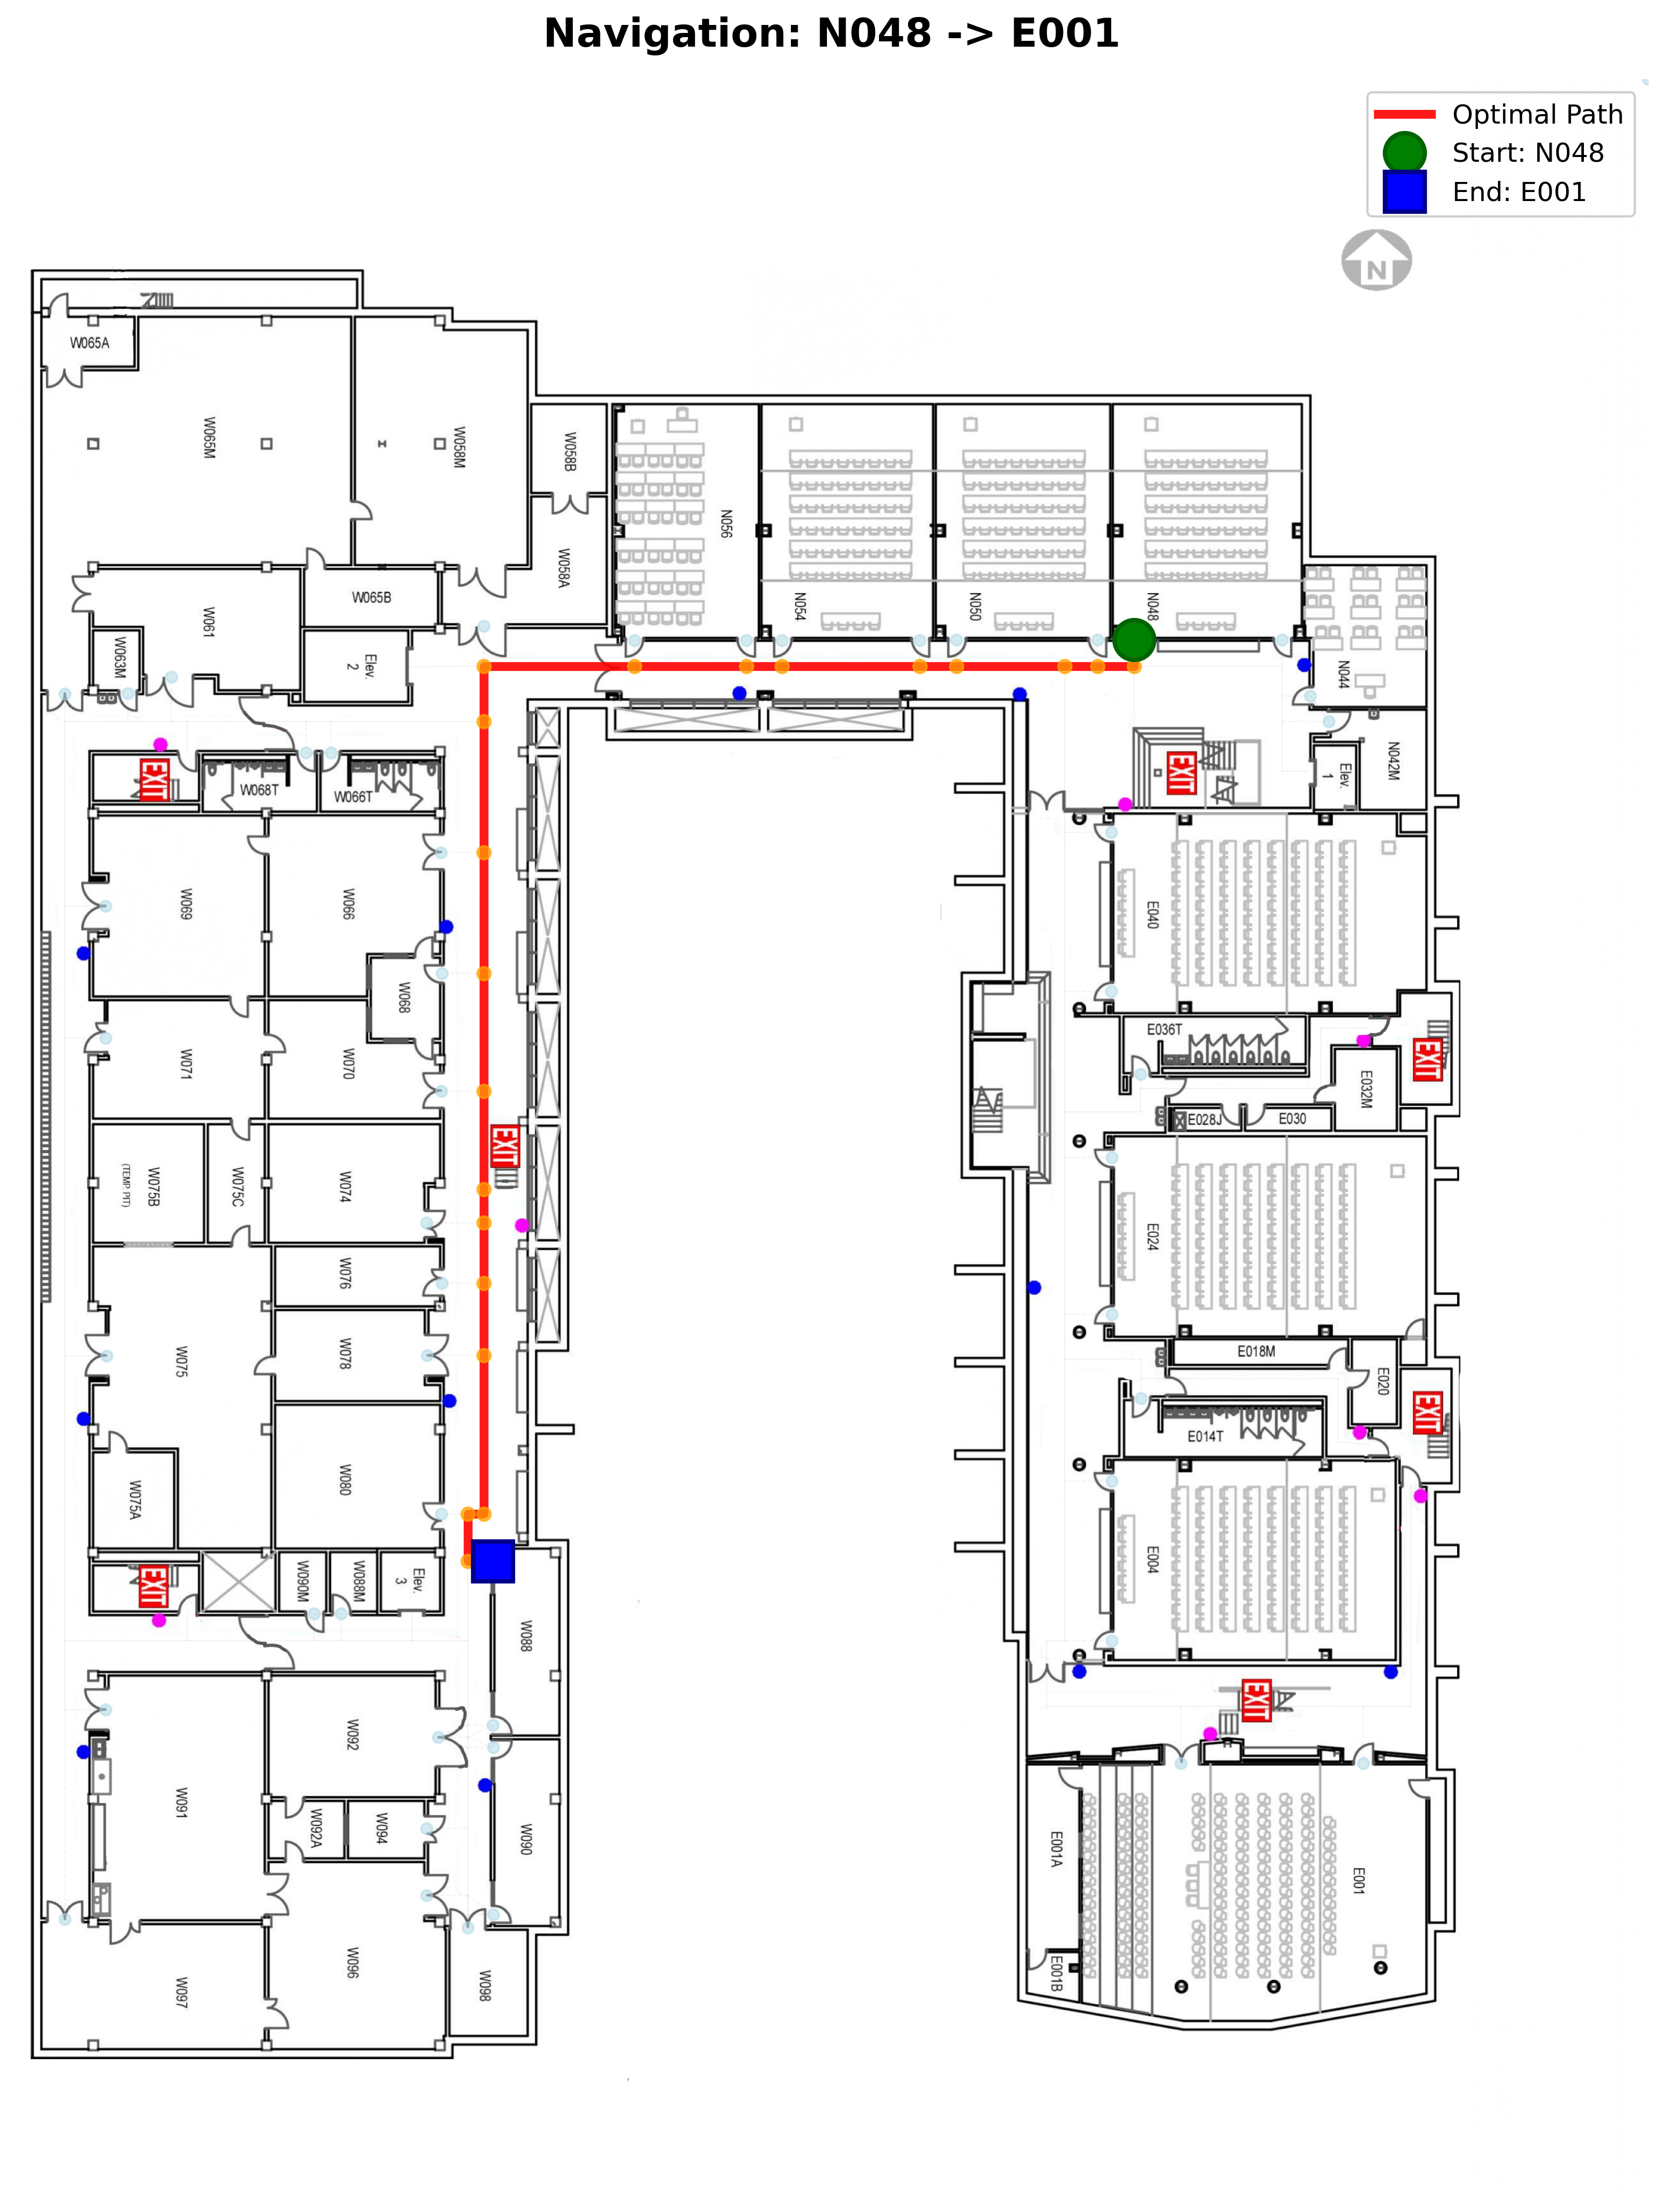 Navigation: N048 -> E001
Optimal Path
Start: N048
End: E001
N
W065A
W065M
W058M
W058B
W058A
N056
N054
N050
N048
W065B
W061
W063M
Elev.
2
N044
N042M
Elev.
1
EXIT
EXIT
W068T
W066T
W069
W066
W068
E040
W071
W070
E036T
EXIT
E032M
E028J
E030
EXIT
W075B
(TEMP. PIT)
W075C
W074
E024
W076
W075
W078
E018M
E020
EXIT
W075A
W080
E014T
E004
EXIT
W090M
W088M
Elev.
3
W088
EXIT
W092
W091
W092A
W094
W090
E001A
E001
W097
W096
W098
E001B